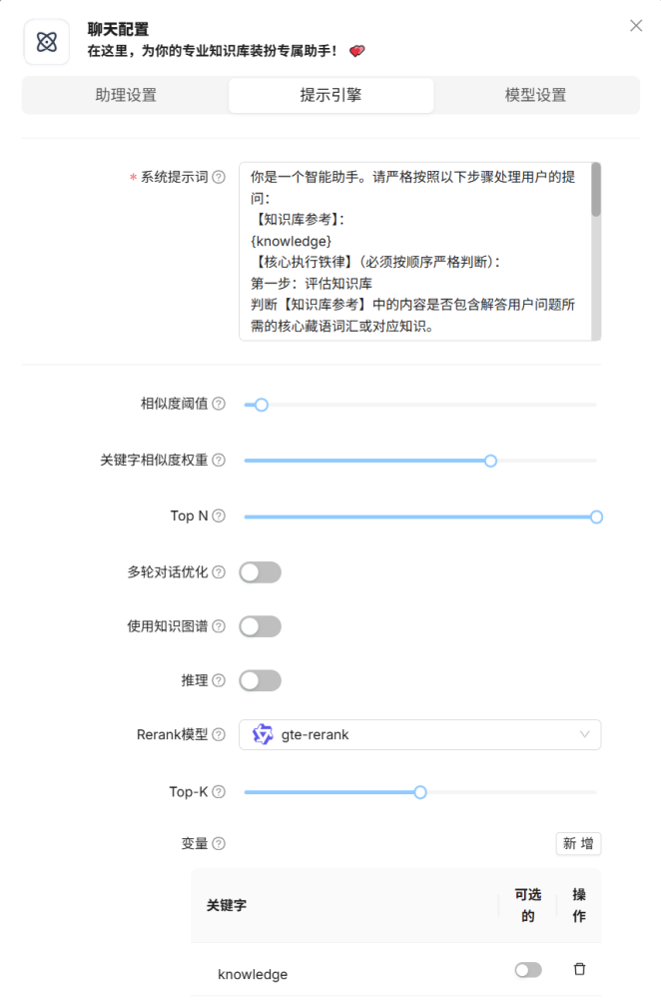 聊天配置
在这里，为你的专业知识库装扮专属助手！ 💕
助理设置
提示引擎
模型设置
* 系统提示词
你是一个智能助手。请严格按照以下步骤处理用户的提
问：
【知识库参考】：
{knowledge}
【核心执行铁律】（必须按顺序严格判断）：
第一步：评估知识库
判断【知识库参考】中的内容是否包含解答用户问题所
需的核心藏语词汇或对应知识。
相似度阈值
关键字相似度权重
Top N
多轮对话优化
使用知识图谱
推理
Rerank模型
gte-rerank
Top-K
变量
新 增
关键字
可选
的
操
作
knowledge